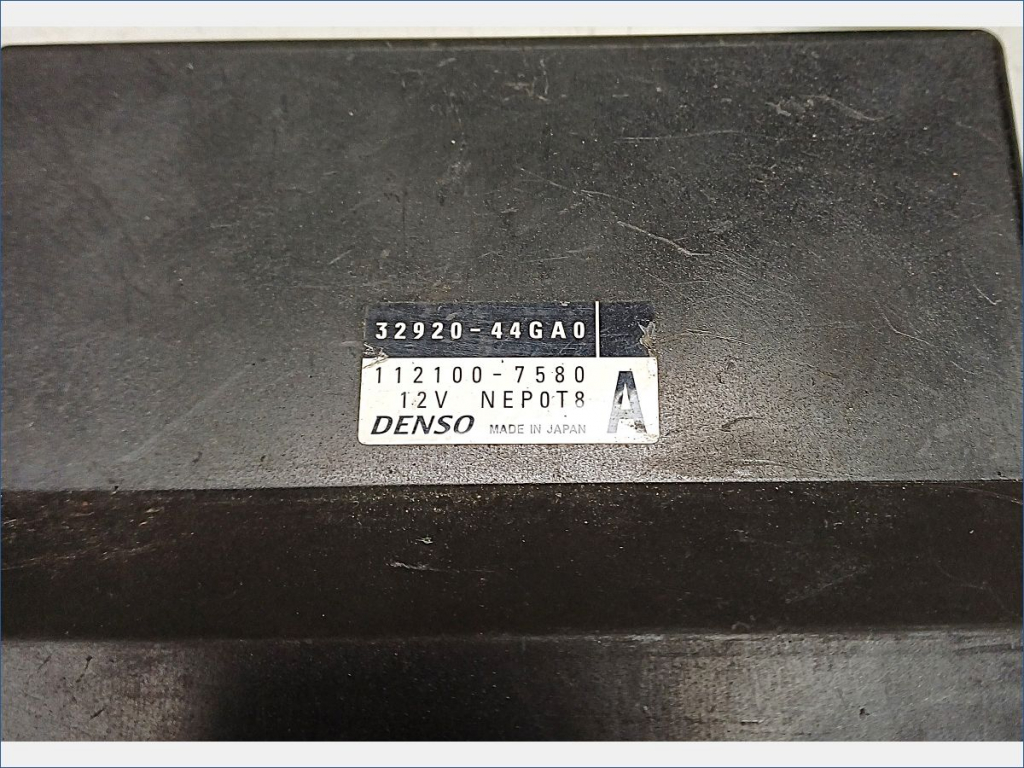 32920-44GA0
112100-7580
12V NEP0T8
A
DENSO MADE IN JAPAN